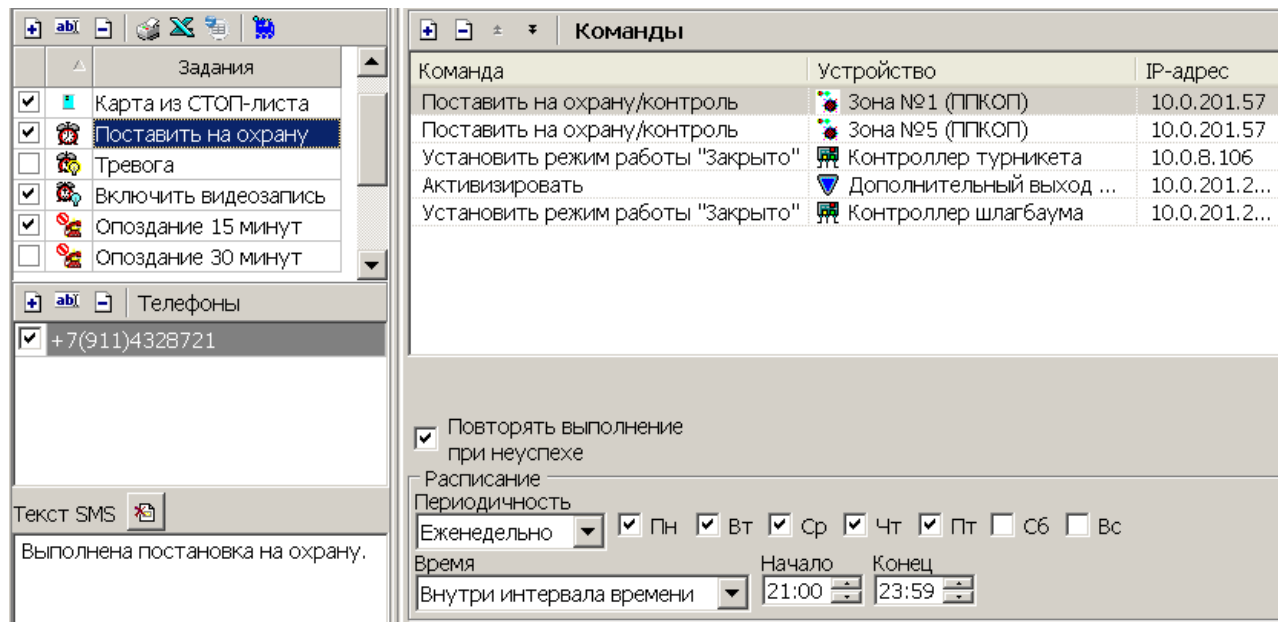 abI
Задания
Карта из СТОП-листа
Поставить на охрану
Тревога
Включить видеозапись
Опоздание 15 минут
Опоздание 30 минут
abI
Телефоны
+7(911)4328721
Текст SMS
Выполнена постановка на охрану.
Команды
Команда Устройство IP-адрес
Поставить на охрану/контроль Зона №1 (ППКОП) 10.0.201.57
Поставить на охрану/контроль Зона №5 (ППКОП) 10.0.201.57
Установить режим работы "Закрыто" Контроллер турникета 10.0.8.106
Активизировать Дополнительный выход ... 10.0.201.2...
Установить режим работы "Закрыто" Контроллер шлагбаума 10.0.201.2...
Повторять выполнение
при неуспехе
Расписание
Периодичность
Еженедельно Пн Вт Ср Чт Пт Сб Вс
Время Начало Конец
Внутри интервала времени 21:00 23:59